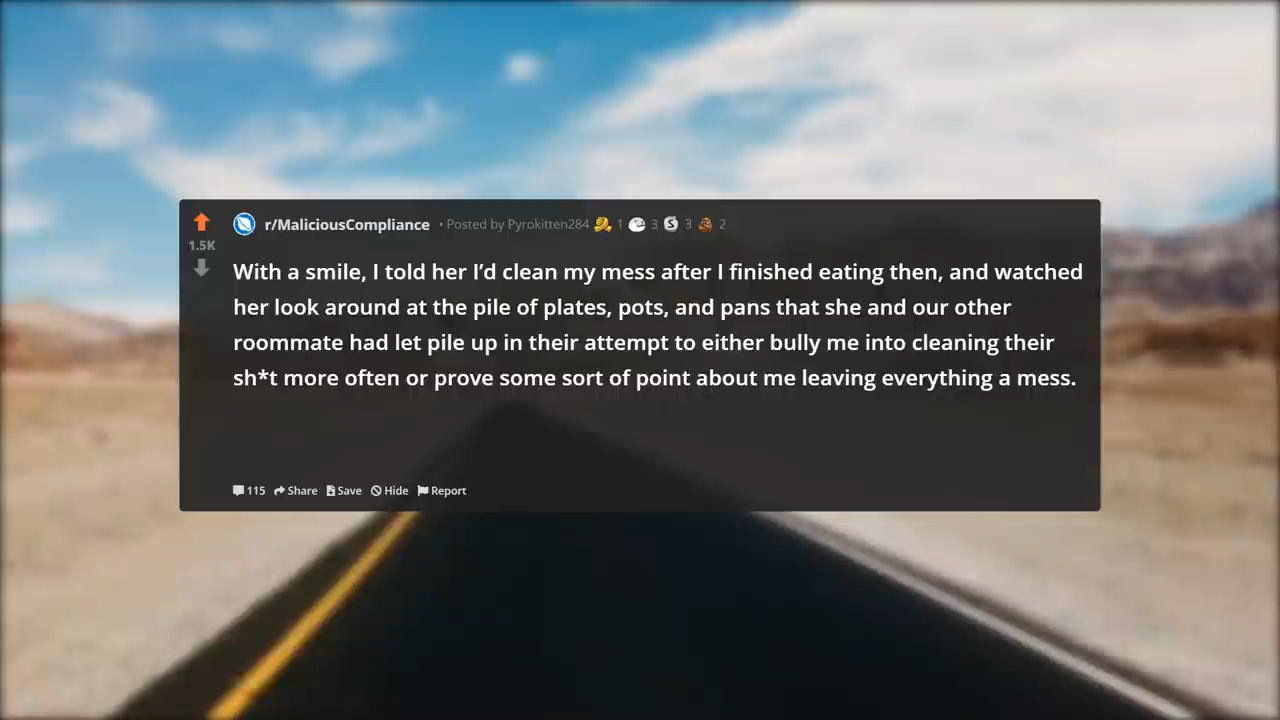 r/MaliciousCompliance • Posted by Pyrokitten284 1 3 3 2
1.5K
With a smile, I told her I’d clean my mess after I finished eating then, and watched
her look around at the pile of plates, pots, and pans that she and our other
roommate had let pile up in their attempt to either bully me into cleaning their
sh*t more often or prove some sort of point about me leaving everything a mess.
115 Share Save Hide Report